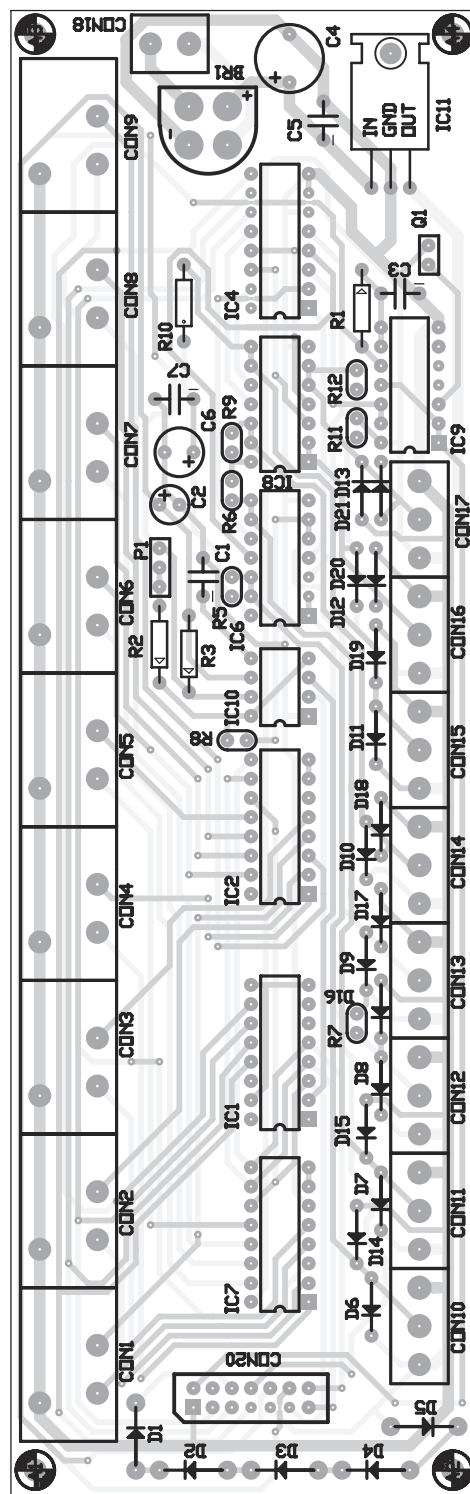 CON18
C4
BR1
+
-
+
C5
IN
GND
OUT
IC11
CON9
Q1
C3
IC4
CON8
R10
R1
C7
R12
R9
C6
R11
CON7
IC8
IC9
R6
C2
D13
D21
CON17
P1
C1
D20
D12
R5
CON6
R2
R3
IC6
D19
CON16
IC10
R8
D11
CON5
CON15
D18
D10
IC2
CON14
CON4
D17
D9
CON13
D16
R7
CON3
D8
IC1
D15
CON12
D7
CON2
D14
CON11
IC7
D6
CON10
CON20
CON1
D1
D5
D2
D3
D4